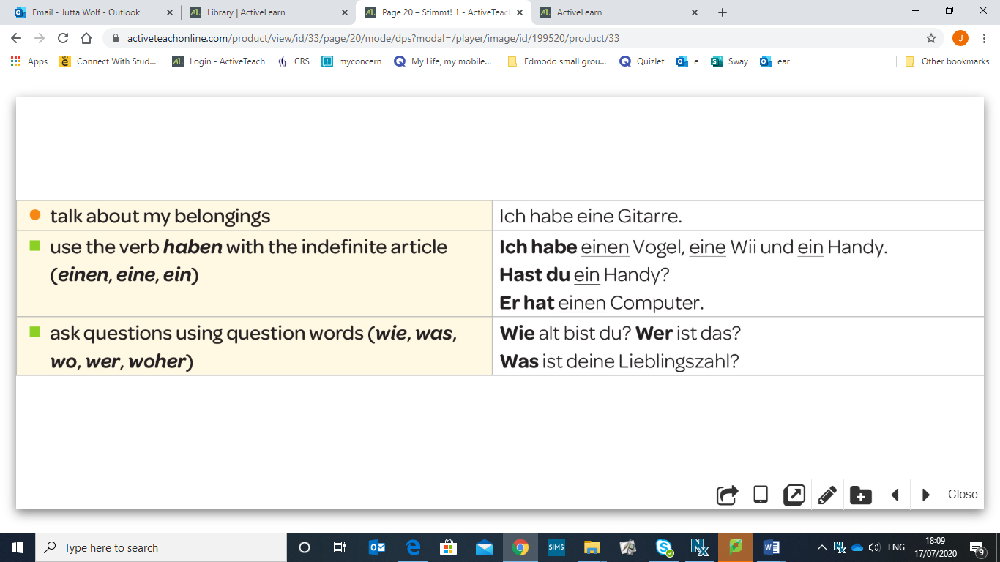 Email - Jutta Wolf - Outlook
Library | ActiveLearn
Page 20 – Stimmt! 1 - ActiveTeac
ActiveLearn
activeteachonline.com/product/view/id/33/page/20/mode/dps?modal=/player/image/id/199520/product/33
J
Apps
Connect With Stud...
Login - ActiveTeach
CRS
myconcern
My Life, my mobile...
Edmodo small grou...
Quizlet
e
Sway
ear
Other bookmarks
talk about my belongings
Ich habe eine Gitarre.
use the verb haben with the indefinite article
(einen, eine, ein)
Ich habe einen Vogel, eine Wii und ein Handy.
Hast du ein Handy?
Er hat einen Computer.
ask questions using question words (wie, was,
wo, wer, woher)
Wie alt bist du? Wer ist das?
Was ist deine Lieblingszahl?
Close
Type here to search
SIMS
ENG
18:09
17/07/2020
9